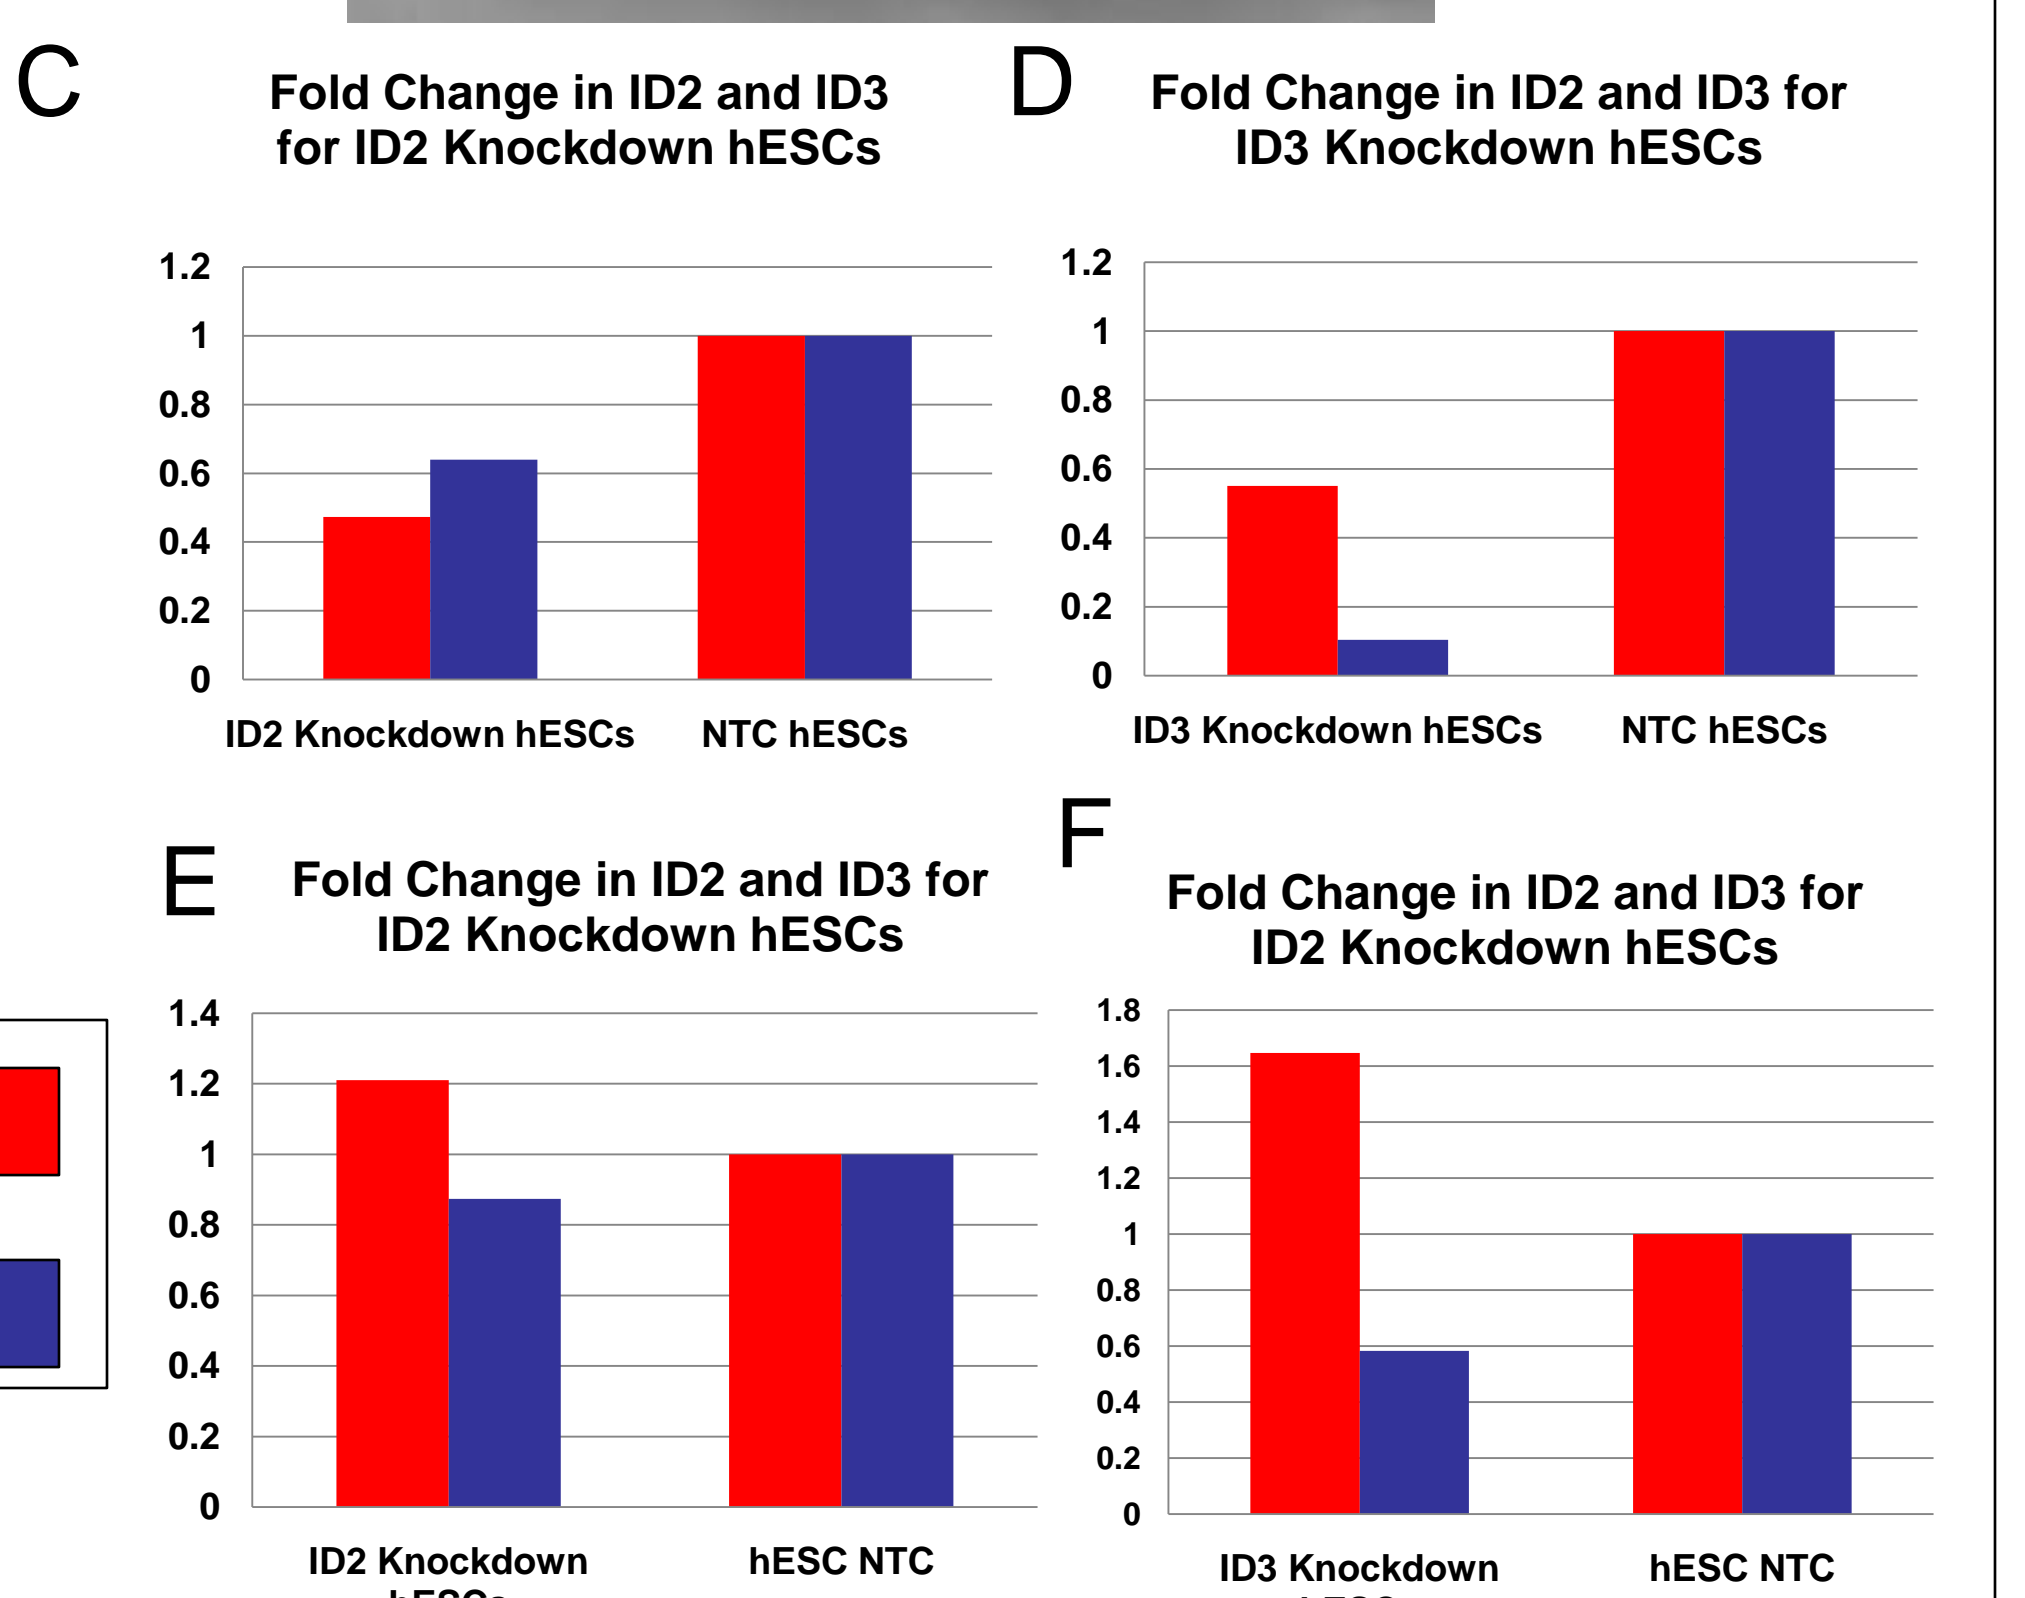 C
Fold Change in ID2 and ID3
for ID2 Knockdown hESCs
1.2
1
0.8
0.6
0.4
0.2
0
ID2 Knockdown hESCs NTC hESCs
D
Fold Change in ID2 and ID3 for
ID3 Knockdown hESCs
1.2
1
0.8
0.6
0.4
0.2
0
ID3 Knockdown hESCs NTC hESCs
E
Fold Change in ID2 and ID3 for
ID2 Knockdown hESCs
1.4
1.2
1
0.8
0.6
0.4
0.2
0
ID2 Knockdown hESC NTC
hESCs
F
Fold Change in ID2 and ID3 for
ID2 Knockdown hESCs
1.8
1.6
1.4
1.2
1
0.8
0.6
0.4
0.2
0
ID3 Knockdown hESC NTC